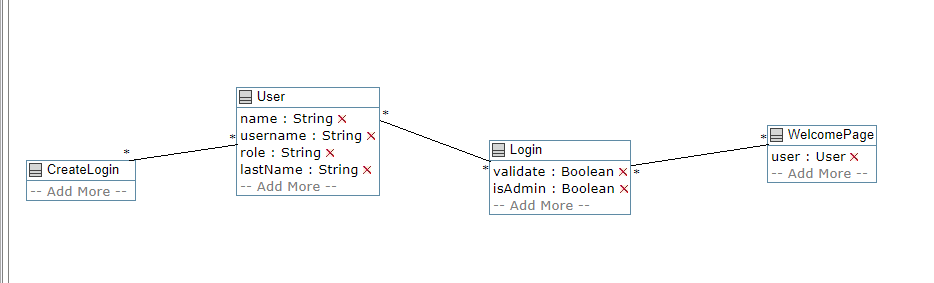 CreateLogin
-- Add More --
*
*
User
name : String ×
username : String ×
role : String ×
lastName : String ×
-- Add More --
*
*
Login
validate : Boolean ×
isAdmin : Boolean ×
-- Add More --
*
*
WelcomePage
user : User ×
-- Add More --